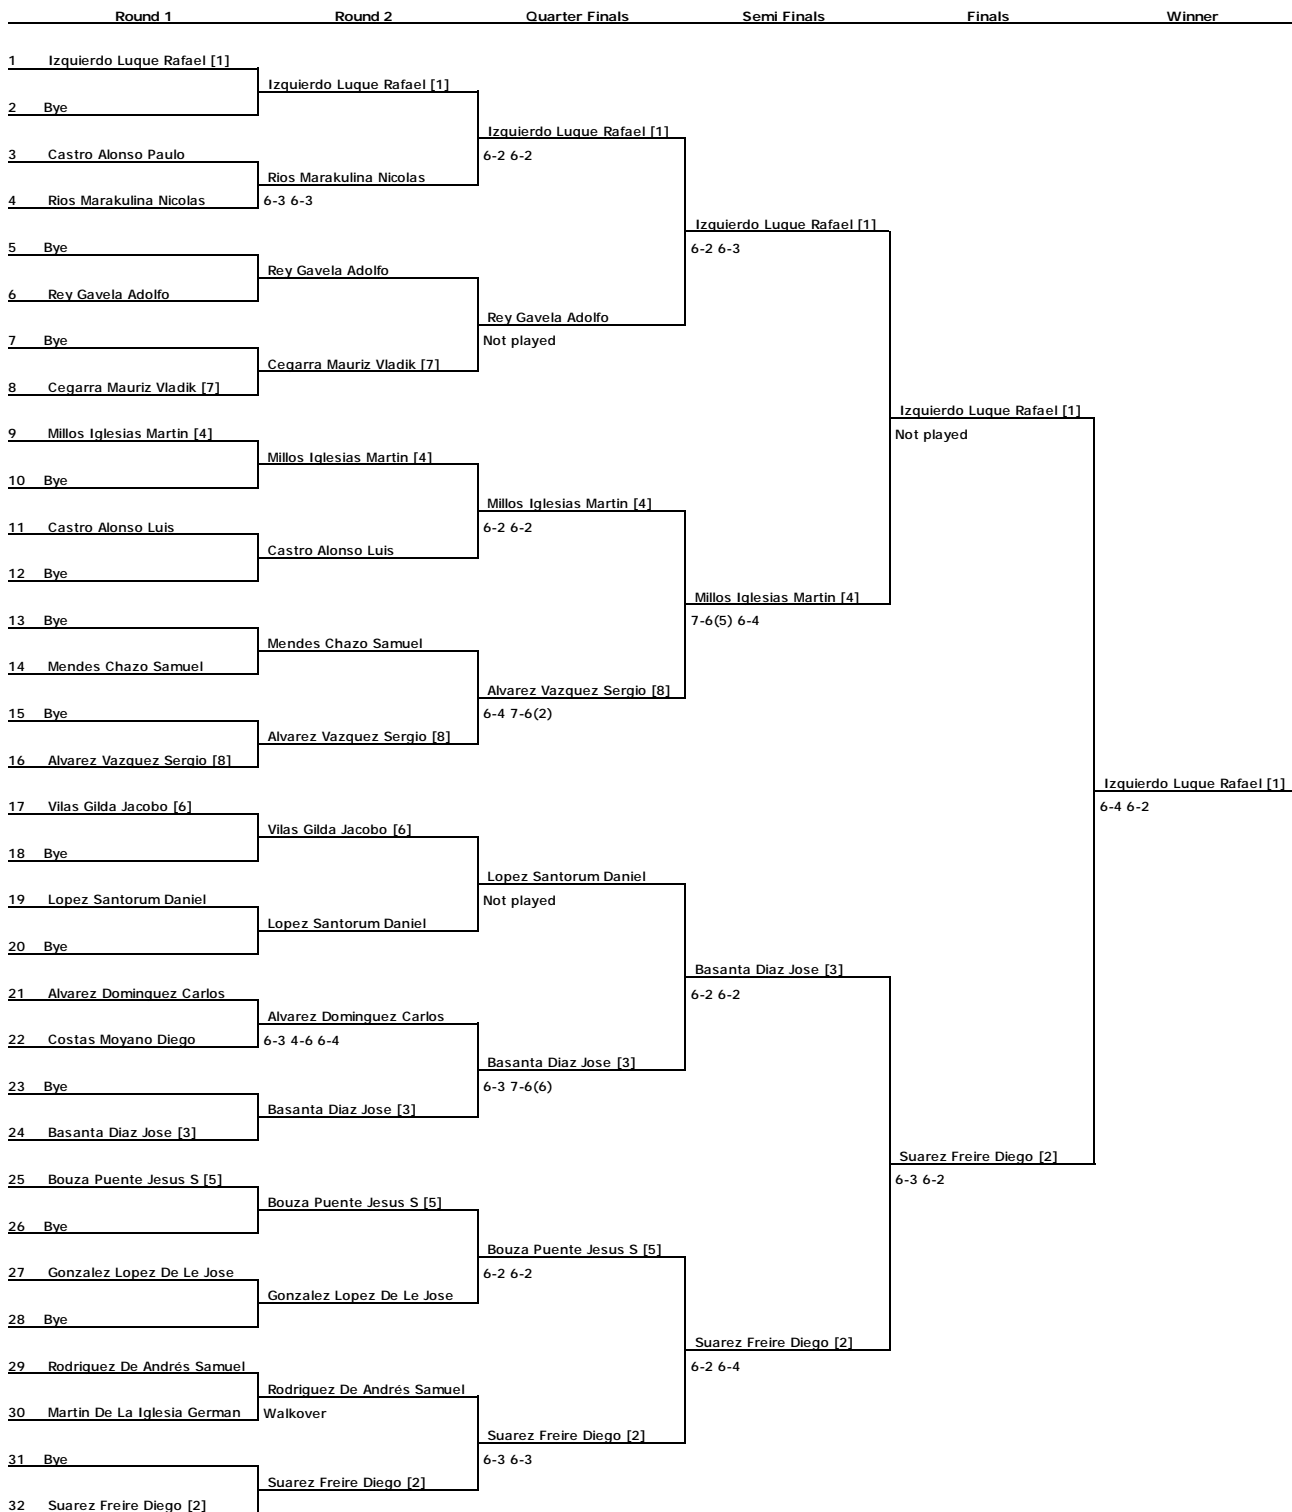 Round 1 Round 2 Quarter Finals Semi Finals Finals Winner
1 Izquierdo Luque Rafael [1]
Izquierdo Luque Rafael [1]
2 Bye
Izquierdo Luque Rafael [1]
3 Castro Alonso Paulo
6-2 6-2
Rios Marakulina Nicolas
4 Rios Marakulina Nicolas
6-3 6-3
Izquierdo Luque Rafael [1]
5 Bye
6-2 6-3
Rey Gavela Adolfo
6 Rey Gavela Adolfo
Rey Gavela Adolfo
7 Bye
Not played
Cegarra Mauriz Vladik [7]
8 Cegarra Mauriz Vladik [7]
Izquierdo Luque Rafael [1]
9 Millos Iglesias Martin [4]
Not played
Millos Iglesias Martin [4]
10 Bye
Millos Iglesias Martin [4]
11 Castro Alonso Luis
6-2 6-2
Castro Alonso Luis
12 Bye
Millos Iglesias Martin [4]
13 Bye
7-6(5) 6-4
Mendes Chazo Samuel
14 Mendes Chazo Samuel
Alvarez Vazquez Sergio [8]
15 Bye
6-4 7-6(2)
Alvarez Vazquez Sergio [8]
16 Alvarez Vazquez Sergio [8]
Izquierdo Luque Rafael [1]
17 Vilas Gilda Jacobo [6]
6-4 6-2
Vilas Gilda Jacobo [6]
18 Bye
Lopez Santorum Daniel
19 Lopez Santorum Daniel
Not played
Lopez Santorum Daniel
20 Bye
Basanta Diaz Jose [3]
21 Alvarez Dominguez Carlos
6-2 6-2
Alvarez Dominguez Carlos
22 Costas Moyano Diego
6-3 4-6 6-4
Basanta Diaz Jose [3]
23 Bye
6-3 7-6(6)
Basanta Diaz Jose [3]
24 Basanta Diaz Jose [3]
Suarez Freire Diego [2]
25 Bouza Puente Jesus S [5]
6-3 6-2
Bouza Puente Jesus S [5]
26 Bye
Bouza Puente Jesus S [5]
27 Gonzalez Lopez De Le Jose
6-2 6-2
Gonzalez Lopez De Le Jose
28 Bye
Suarez Freire Diego [2]
29 Rodriguez De Andrés Samuel
6-2 6-4
Rodriguez De Andrés Samuel
30 Martin De La Iglesia German
Walkover
Suarez Freire Diego [2]
31 Bye
6-3 6-3
Suarez Freire Diego [2]
32 Suarez Freire Diego [2]